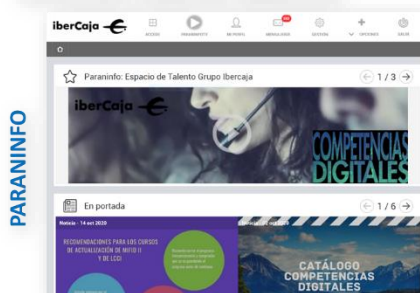 PARANINFO
iberCaja
PARANINFO
MI PERFIL
GESTIÓN
OPCIONES
SALIR
Paraninfo: Espacio de Talento Grupo Ibercaja
1 / 3
iberCaja
COMPETENCIAS
DIGITALES
En portada
1 / 6
Noticia - 14 oct 2020
RECOMENDACIONES PARA LOS CURSOS
DE ACTUALIZACIÓN DE MIFID II
Y DE LCCI
CATÁLOGO
COMPETENCIAS
DIGITALES